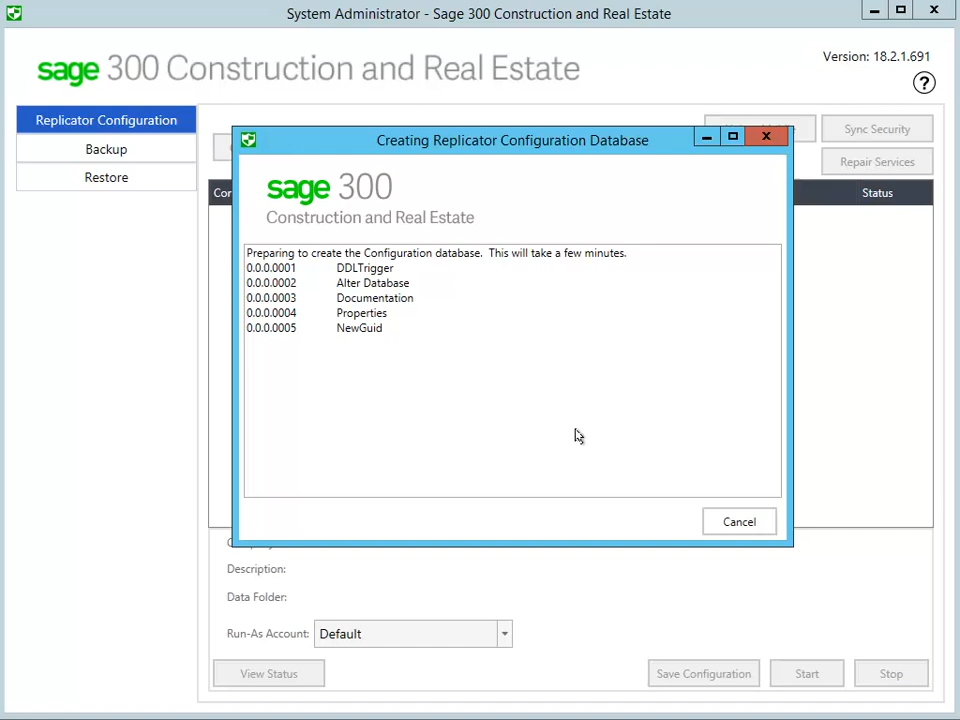 System Administrator - Sage 300 Construction and Real Estate
sage 300 Construction and Real Estate
Version: 18.2.1.691
?
Replicator Configuration
Backup
Restore
Sync Security
Repair Services
Status
Creating Replicator Configuration Database
sage 300
Construction and Real Estate
Preparing to create the Configuration database. This will take a few minutes.
0.0.0.0001 DDLTrigger
0.0.0.0002 Alter Database
0.0.0.0003 Documentation
0.0.0.0004 Properties
0.0.0.0005 NewGuid
Cancel
Description:
Data Folder:
Run-As Account: Default
View Status
Save Configuration
Start
Stop